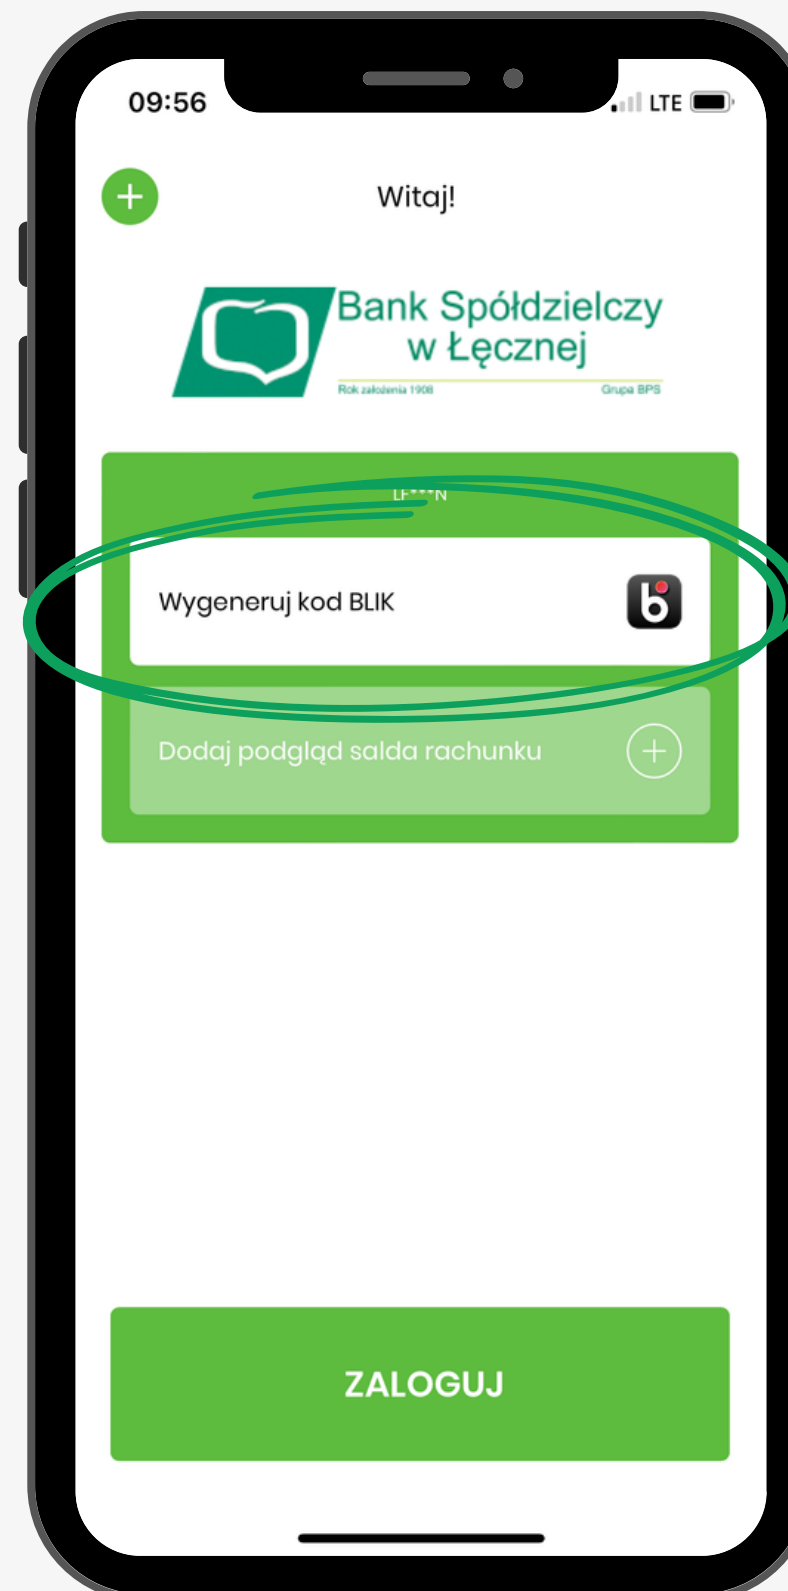 09:56
LTE
Witaj!
Bank Spółdzielczy
w Łęcznej
Rok założenia 1908
Grupa BPS
LF***N
Wygeneruj kod BLIK
Dodaj podgląd salda rachunku
ZALOGUJ